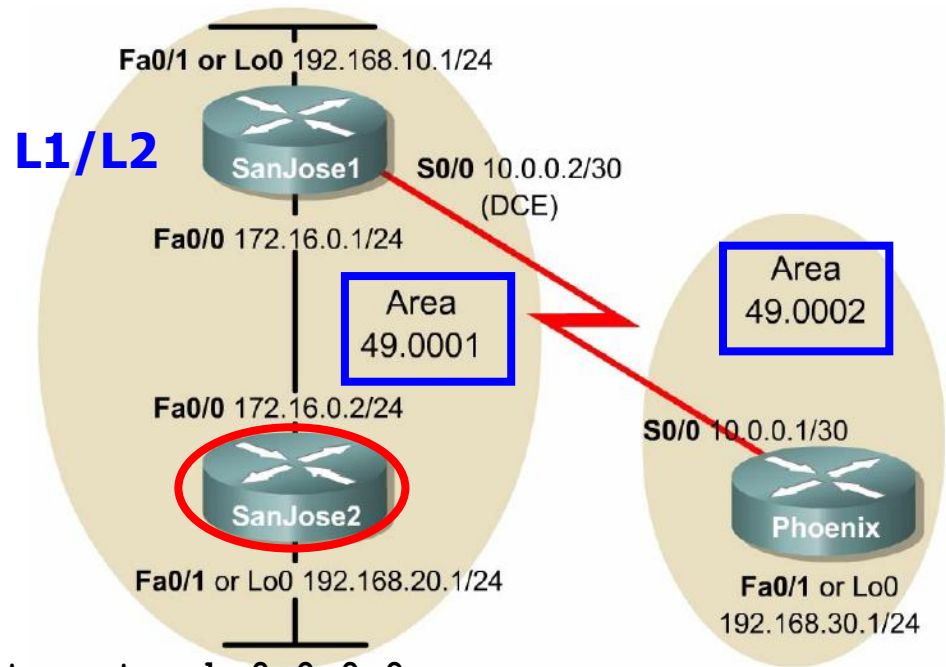 Fa0/1 or Lo0 192.168.10.1/24
L1/L2
SanJose1
S0/0 10.0.0.2/30
(DCE)
Fa0/0 172.16.0.1/24
Area
49.0001
Area
49.0002
Fa0/0 172.16.0.2/24
S0/0 10.0.0.1/30
SanJose2
Phoenix
Fa0/1 or Lo0 192.168.20.1/24
Fa0/1 or Lo0
192.168.30.1/24